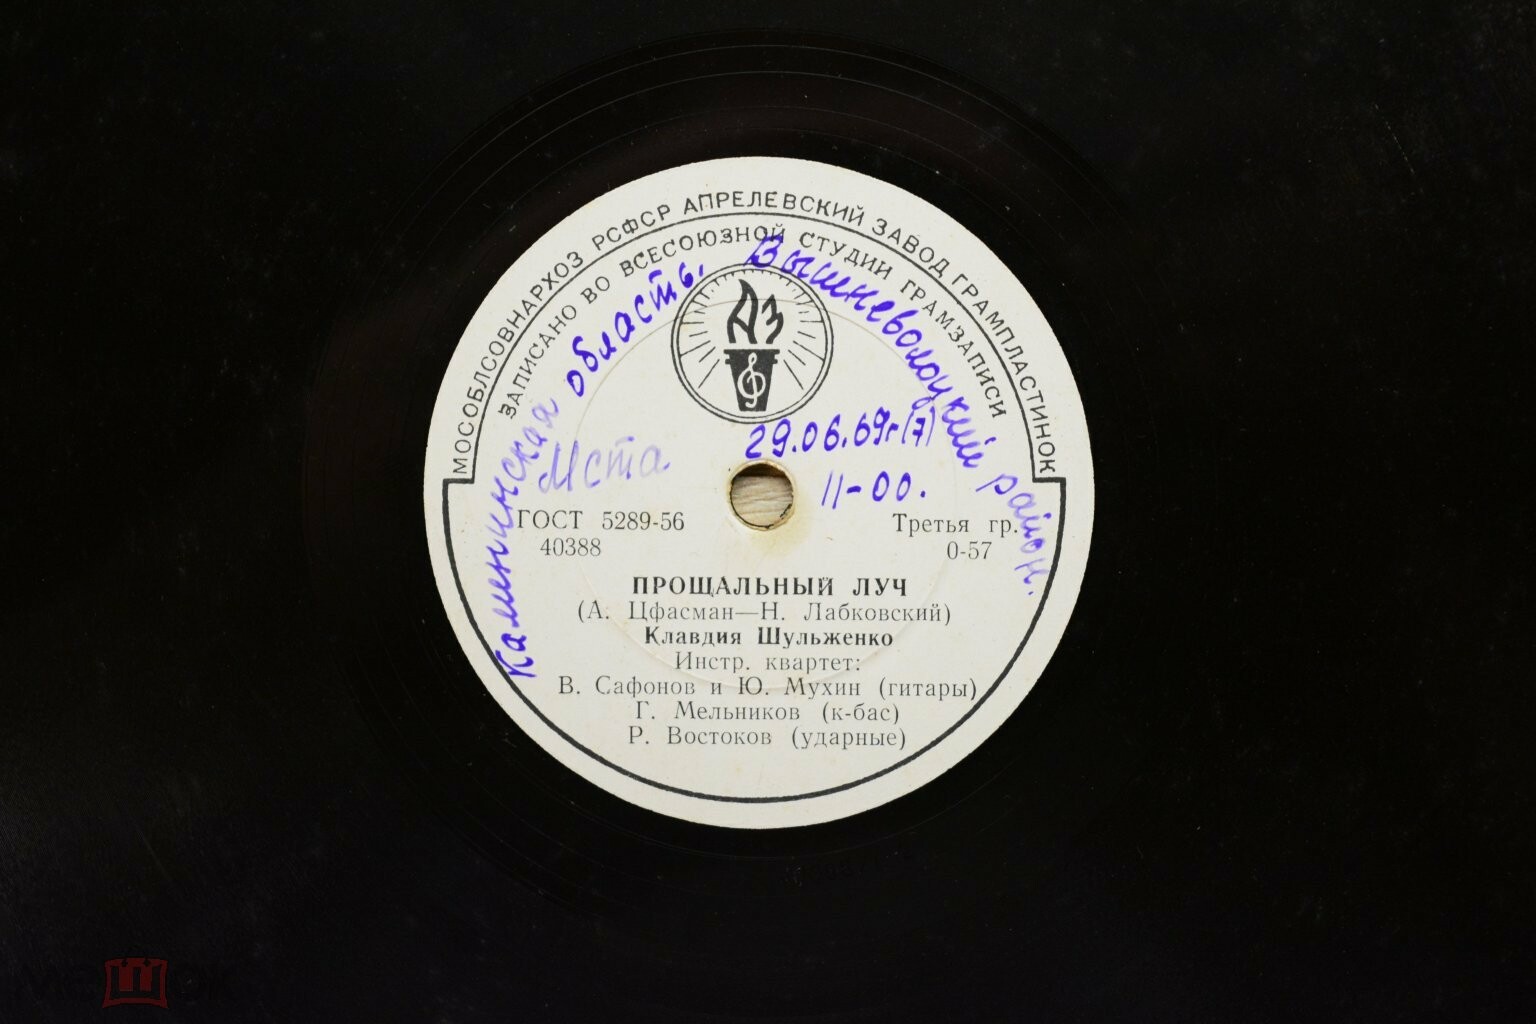 МОСОБЛСОВНАРХОЗ РСФСР АПРЕЛЕВСКИЙ ЗАВОД ГРАМПЛАСТИНОК
ЗАПИСАНО ВО ВСЕСОЮЗНОЙ СТУДИИ ГРАМЗАПИСИ
Калининская область, Вышневолоцкий район.
АЗ
Мста
29.06.69г(7)
11-00.
ГОСТ 5289-56
40388
Третья гр.
0-57
ПРОЩАЛЬНЫЙ ЛУЧ
(А. Цфасман—Н. Лабковский)
Клавдия Шульженко
Инстр. квартет:
В. Сафонов и Ю. Мухин (гитары)
Г. Мельников (к-бас)
Р. Востоков (ударные)
мешок